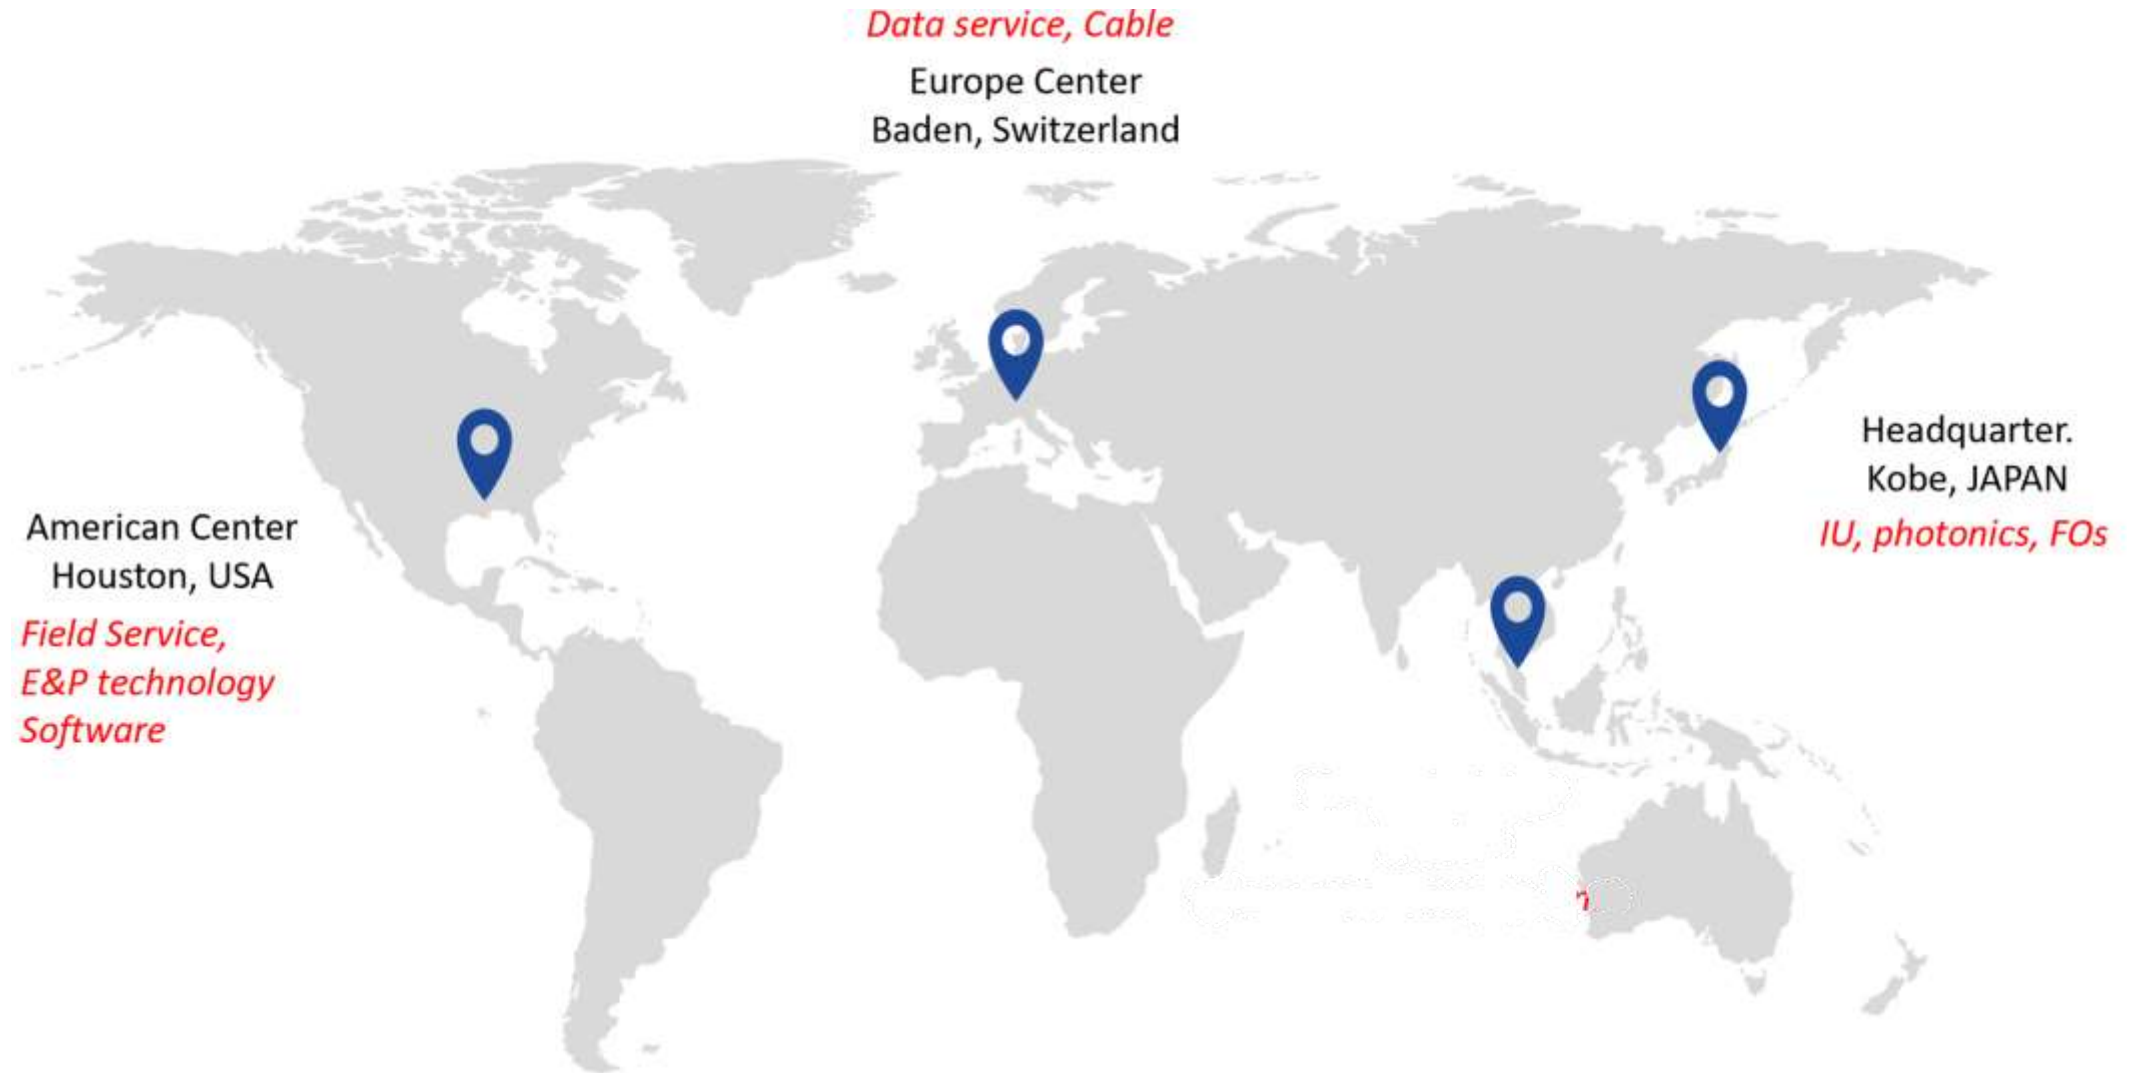 Data service, Cable
Europe Center
Baden, Switzerland
Headquarter.
Kobe, JAPAN
IU, photonics, FOs
American Center
Houston, USA
Field Service,
E&P technology
Software